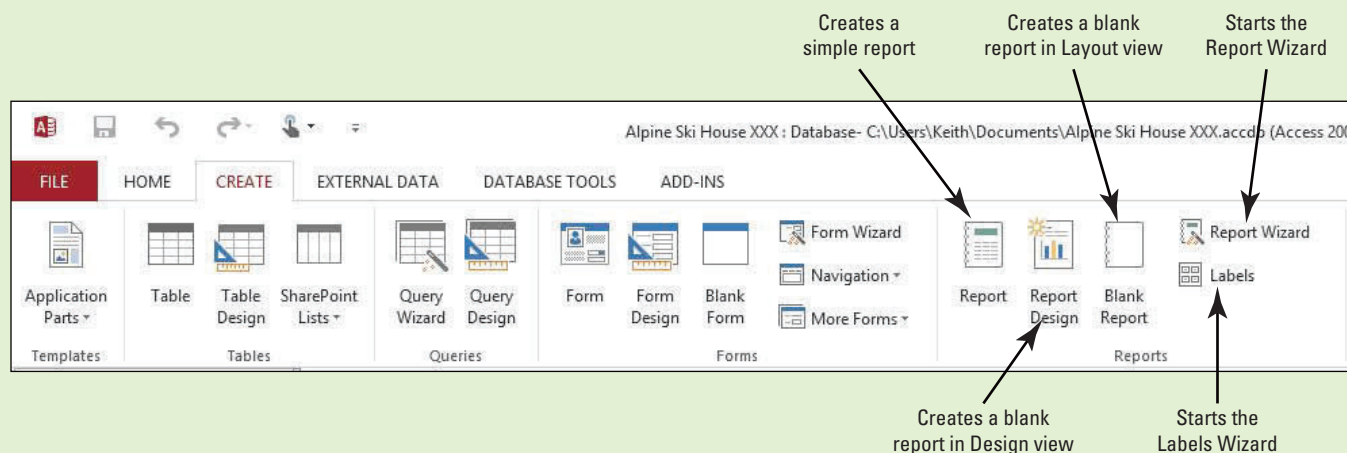 Creates a
simple report
Creates a blank
report in Layout view
Starts the
Report Wizard
Alpine Ski House XXX : Database- C:\Users\Keith\Documents\Alpine Ski House XXX.accdb (Access 200
FILE HOME CREATE EXTERNAL DATA DATABASE TOOLS ADD-INS
Application
Parts
Table
Table
Design
SharePoint
Lists
Query
Wizard
Query
Design
Form
Form
Design
Blank
Form
Form Wizard
Navigation
More Forms
Report
Report
Design
Blank
Report
Report Wizard
Labels
Templates Tables Queries Forms Reports
Creates a blank
report in Design view
Starts the
Labels Wizard